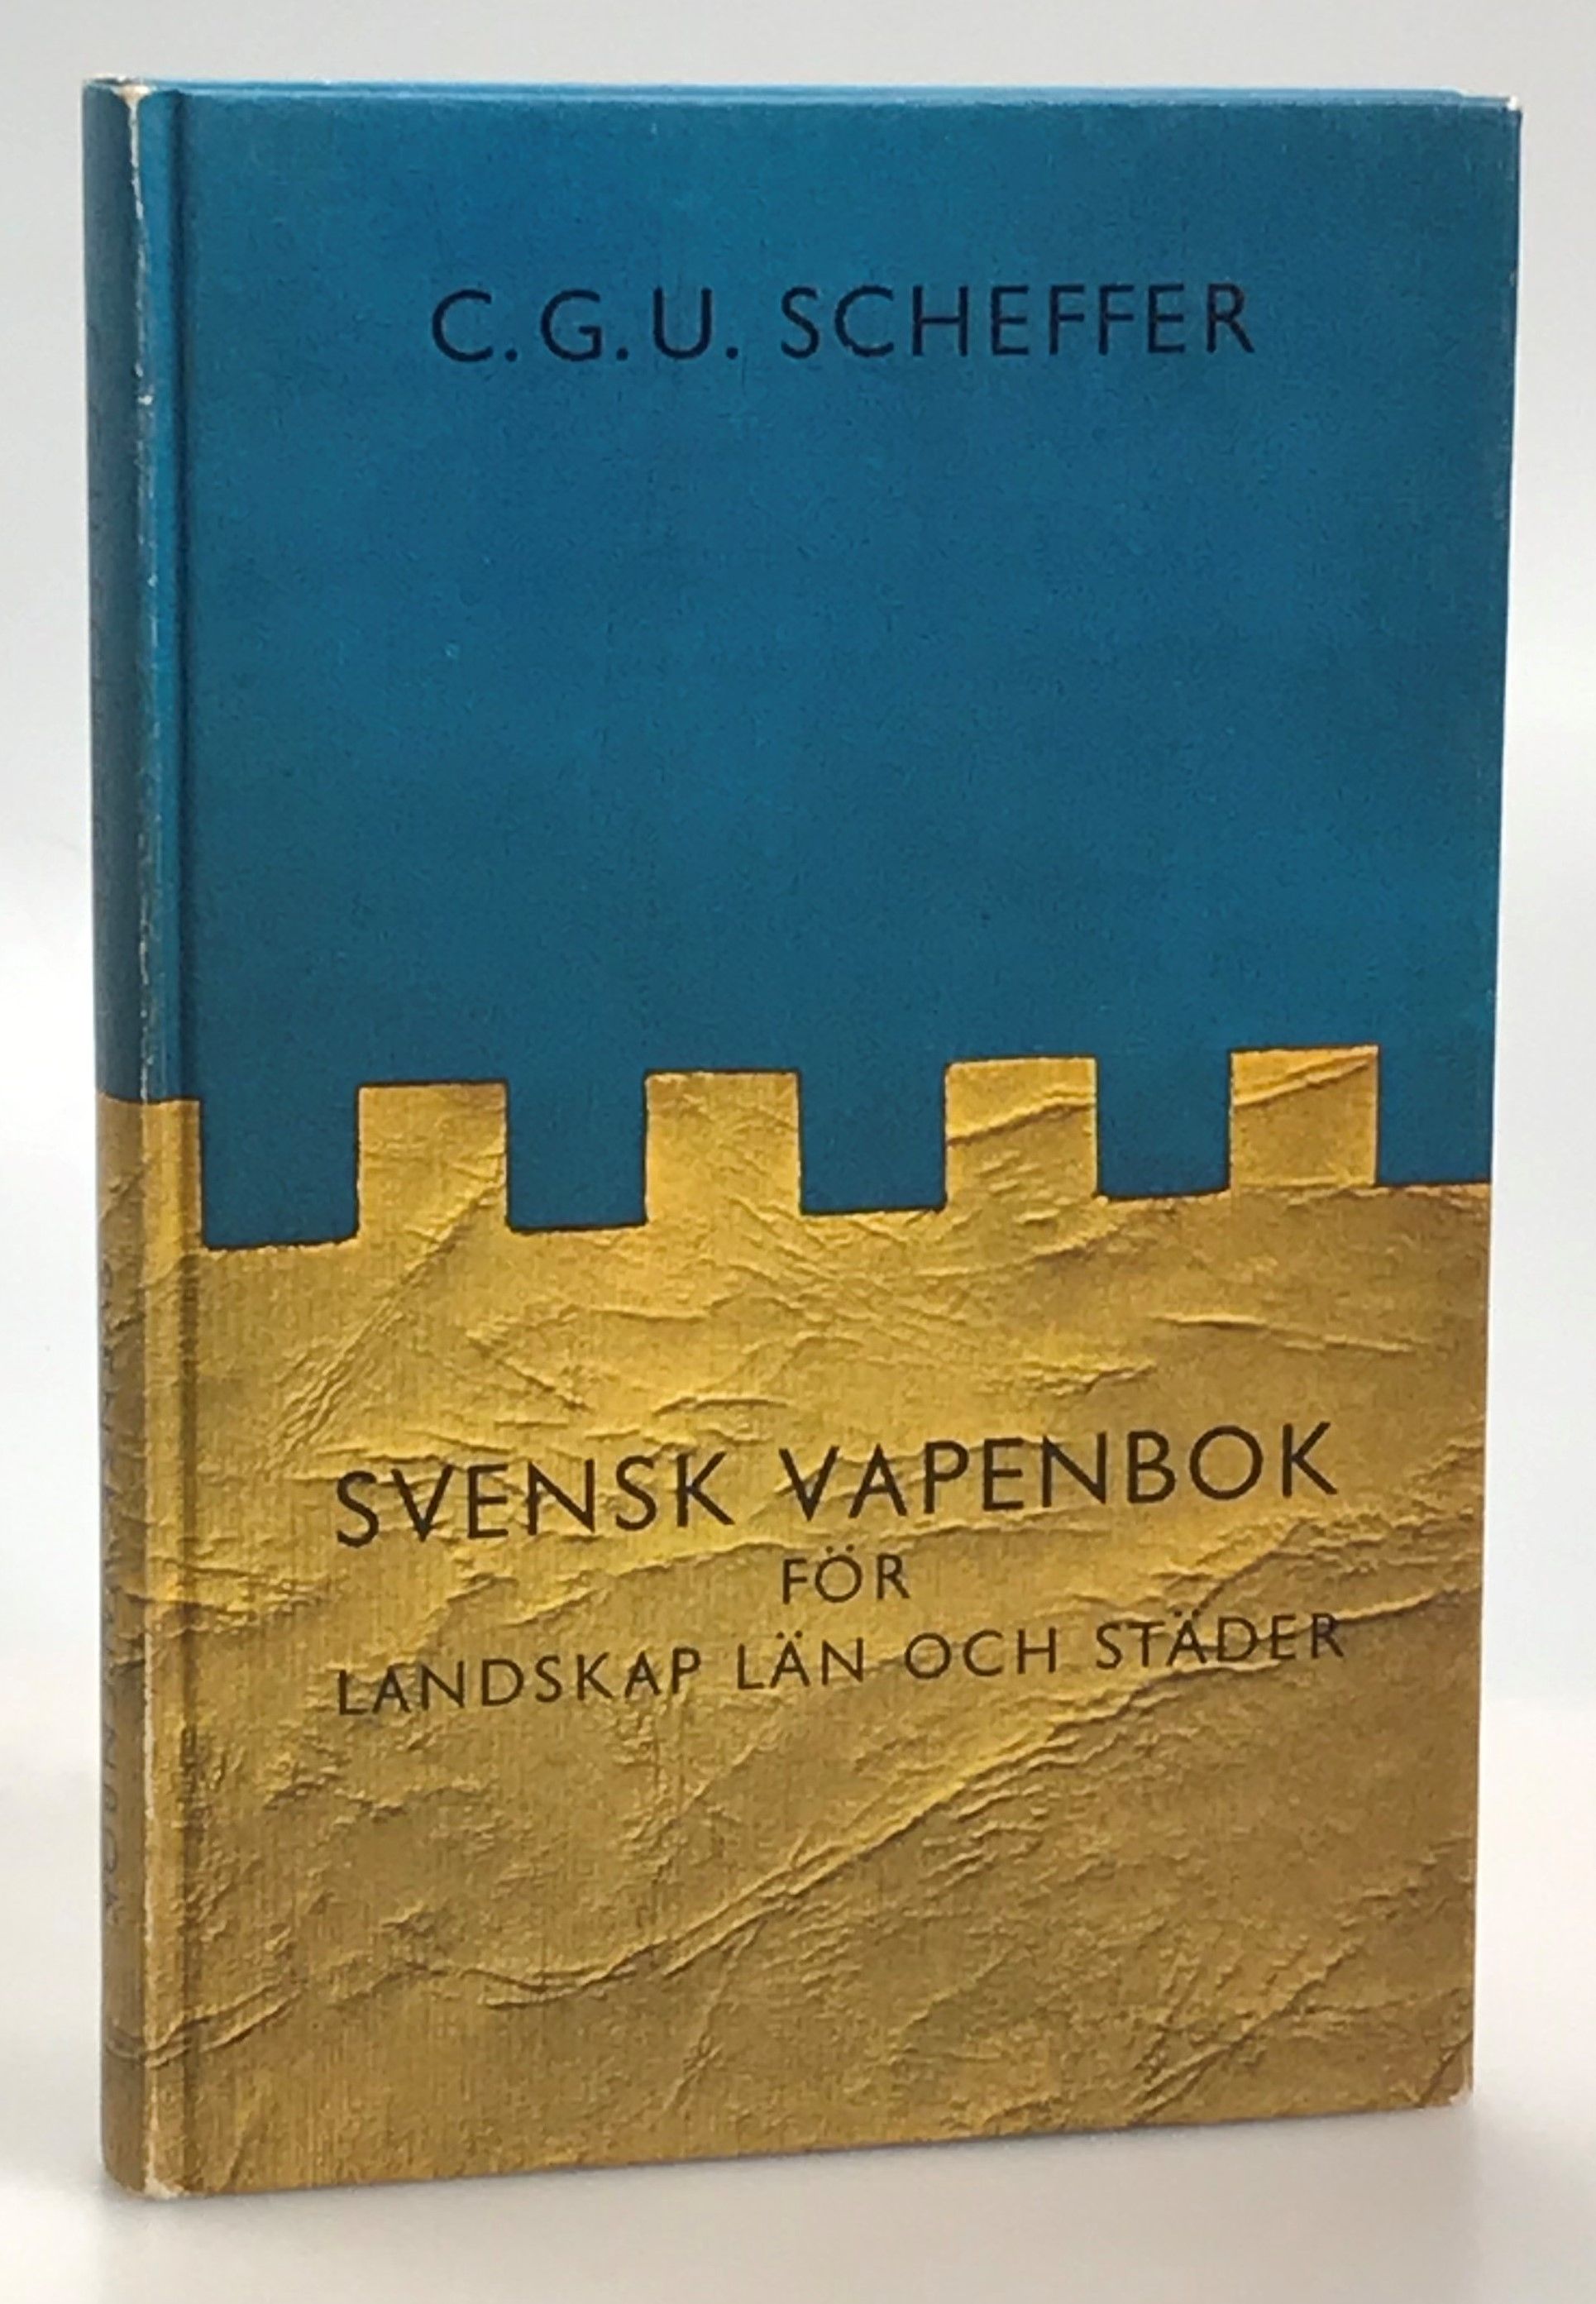 C. G. U. SCHEFFER
SVENSK VAPENBOK
FÖR
LANDSKAP LÄN OCH STÄDER